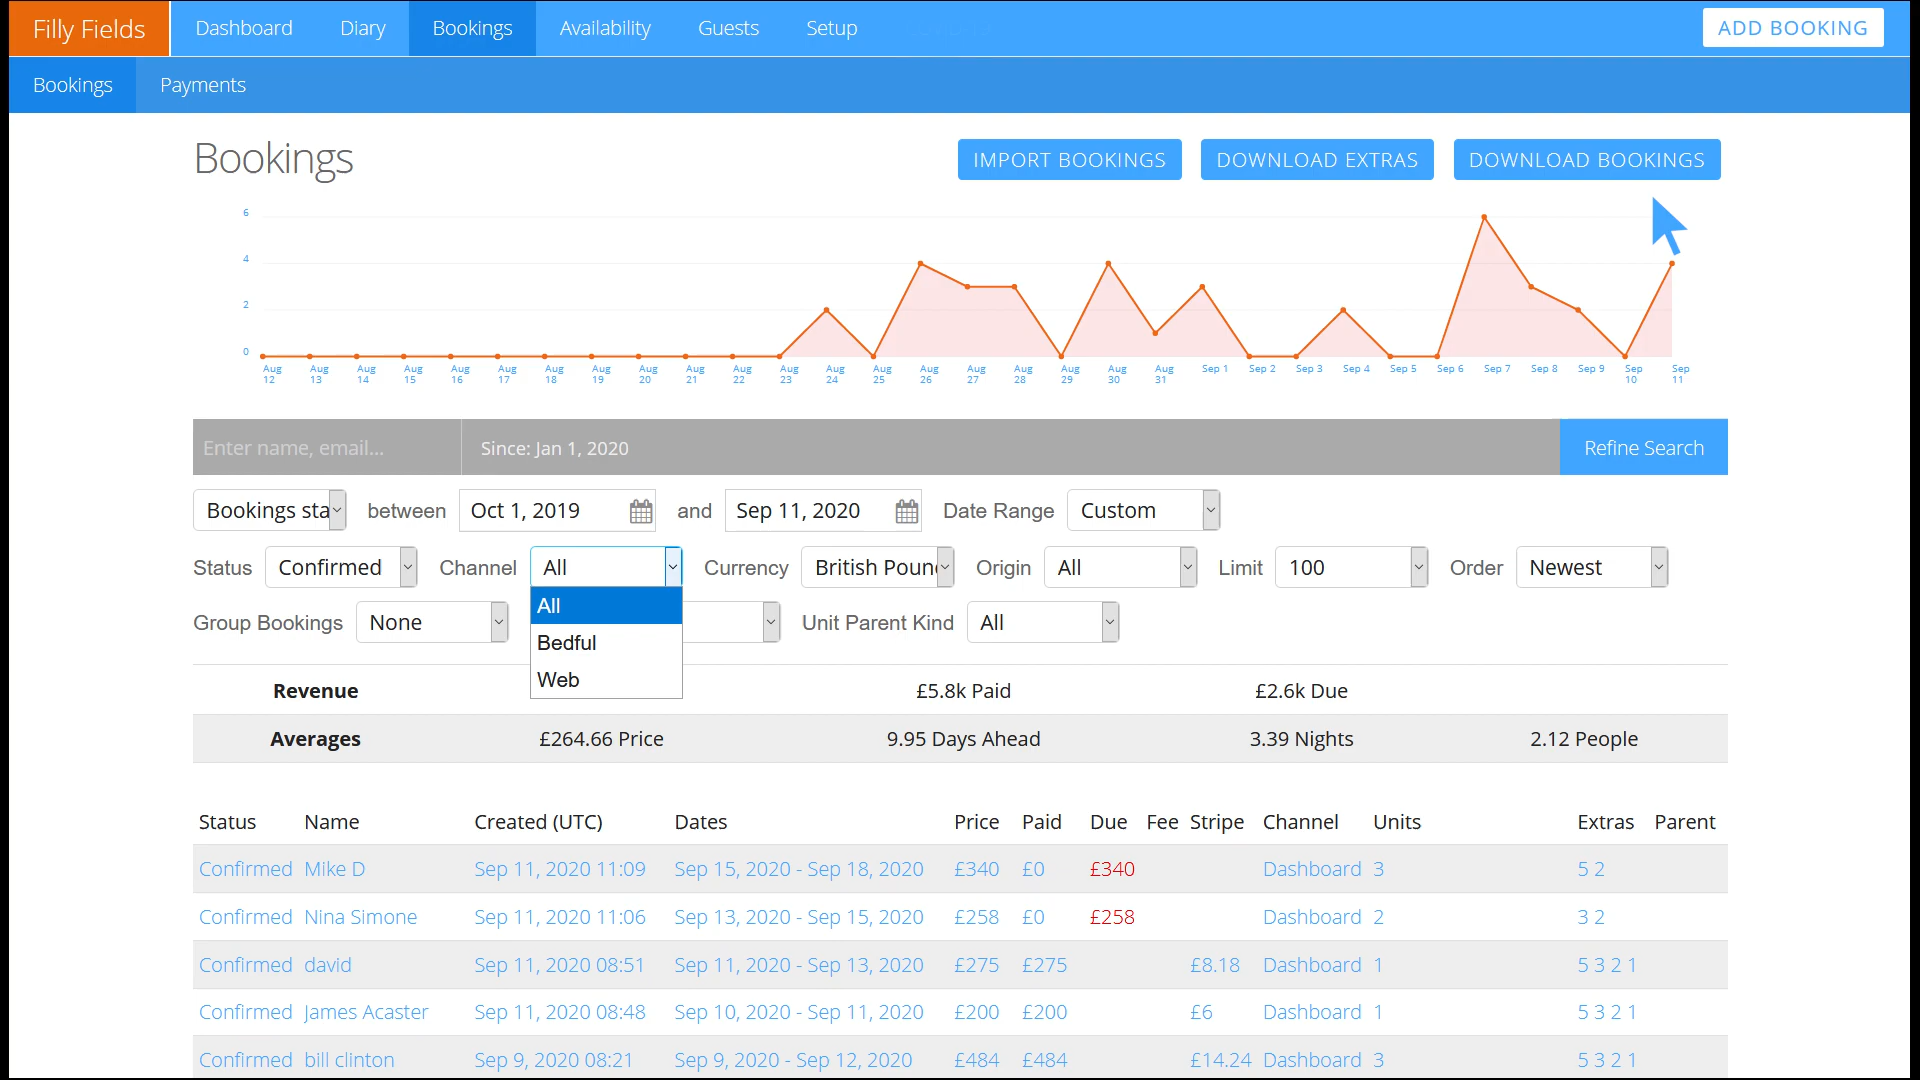 Filly Fields Dashboard Diary Bookings Availability Guests Setup ADD BOOKING
Bookings Payments
Bookings IMPORT BOOKINGS DOWNLOAD EXTRAS DOWNLOAD BOOKINGS
6
4
2
0
Aug 12 Aug 13 Aug 14 Aug 15 Aug 16 Aug 17 Aug 18 Aug 19 Aug 20 Aug 21 Aug 22 Aug 23 Aug 24 Aug 25 Aug 26 Aug 27 Aug 28 Aug 29 Aug 30 Aug 31 Sep 1 Sep 2 Sep 3 Sep 4 Sep 5 Sep 6 Sep 7 Sep 8 Sep 9 Sep 10 Sep 11
Enter name, email... Since: Jan 1, 2020 Refine Search
Bookings sta between Oct 1, 2019 and Sep 11, 2020 Date Range Custom
Status Confirmed Channel All Currency British Poun Origin All Limit 100 Order Newest
All
Group Bookings None Unit Parent Kind All
Bedful
Web
Revenue £5.8k Paid £2.6k Due
Averages £264.66 Price 9.95 Days Ahead 3.39 Nights 2.12 People
Status Name Created (UTC) Dates Price Paid Due Fee Stripe Channel Units Extras Parent
Confirmed Mike D Sep 11, 2020 11:09 Sep 15, 2020 - Sep 18, 2020 £340 £0 £340 Dashboard 3 5 2
Confirmed Nina Simone Sep 11, 2020 11:06 Sep 13, 2020 - Sep 15, 2020 £258 £0 £258 Dashboard 2 3 2
Confirmed david Sep 11, 2020 08:51 Sep 11, 2020 - Sep 13, 2020 £275 £275 £8.18 Dashboard 1 5 3 2 1
Confirmed James Acaster Sep 11, 2020 08:48 Sep 10, 2020 - Sep 11, 2020 £200 £200 £6 Dashboard 1 5 3 2 1
Confirmed bill clinton Sep 9, 2020 08:21 Sep 9, 2020 - Sep 12, 2020 £484 £484 £14.24 Dashboard 3 5 3 2 1